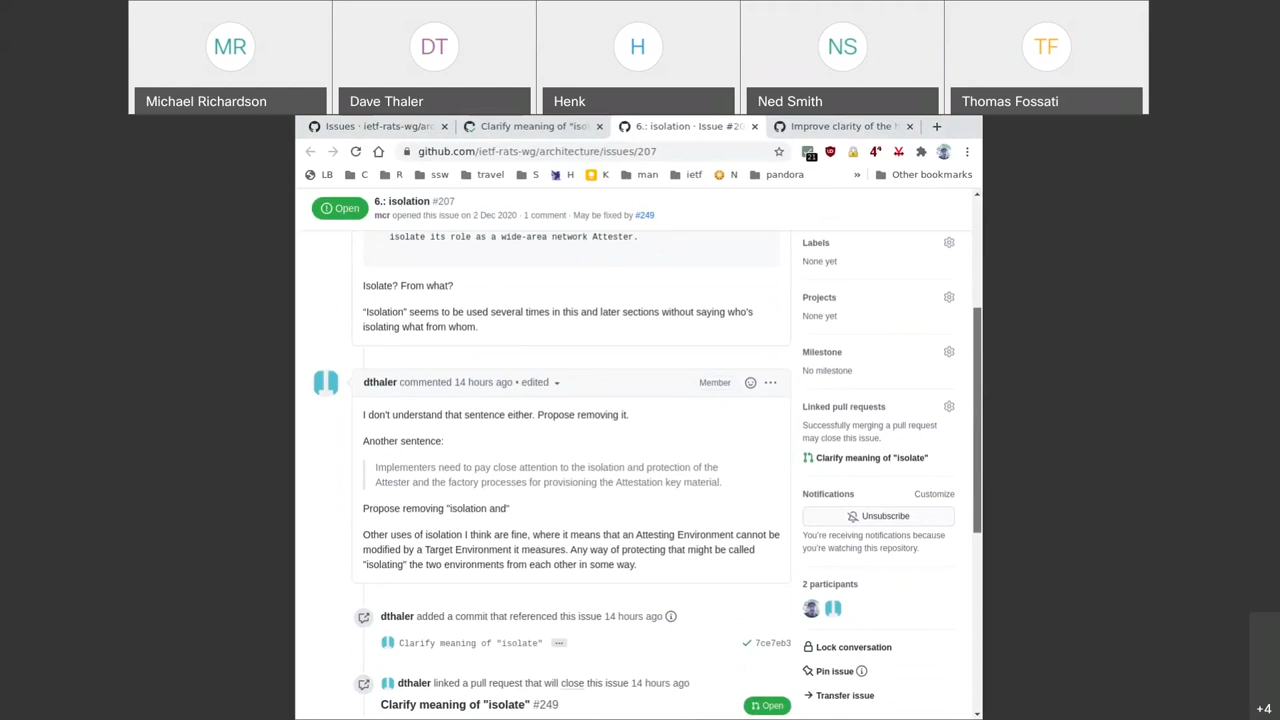 MR
DT
H
NS
TF
Michael Richardson
Dave Thaler
Henk
Ned Smith
Thomas Fossati
Issues · ietf-rats-wg/arc
Clarify meaning of "isol
6.: isolation · Issue #20
Improve clarity of the h
github.com/ietf-rats-wg/architecture/issues/207
21
LB
C
R
ssw
travel
S
H
K
man
ietf
N
pandora
»
Other bookmarks
Open
6.: isolation #207
mcr opened this issue on 2 Dec 2020 · 1 comment · May be fixed by #249
isolate its role as a wide-area network Attester.
Isolate? From what?
"Isolation" seems to be used several times in this and later sections without saying who's
isolating what from whom.
dthaler commented 14 hours ago • edited
Member
I don't understand that sentence either. Propose removing it.
Another sentence:
Implementers need to pay close attention to the isolation and protection of the
Attester and the factory processes for provisioning the Attestation key material.
Propose removing "isolation and"
Other uses of isolation I think are fine, where it means that an Attesting Environment cannot be
modified by a Target Environment it measures. Any way of protecting that might be called
"isolating" the two environments from each other in some way.
dthaler added a commit that referenced this issue 14 hours ago
Clarify meaning of "isolate"
7ce7eb3
dthaler linked a pull request that will close this issue 14 hours ago
Clarify meaning of "isolate" #249
Open
Labels
None yet
Projects
None yet
Milestone
No milestone
Linked pull requests
Successfully merging a pull request
may close this issue.
Clarify meaning of "isolate"
Notifications
Customize
Unsubscribe
You're receiving notifications because
you're watching this repository.
2 participants
Lock conversation
Pin issue
Transfer issue
+4